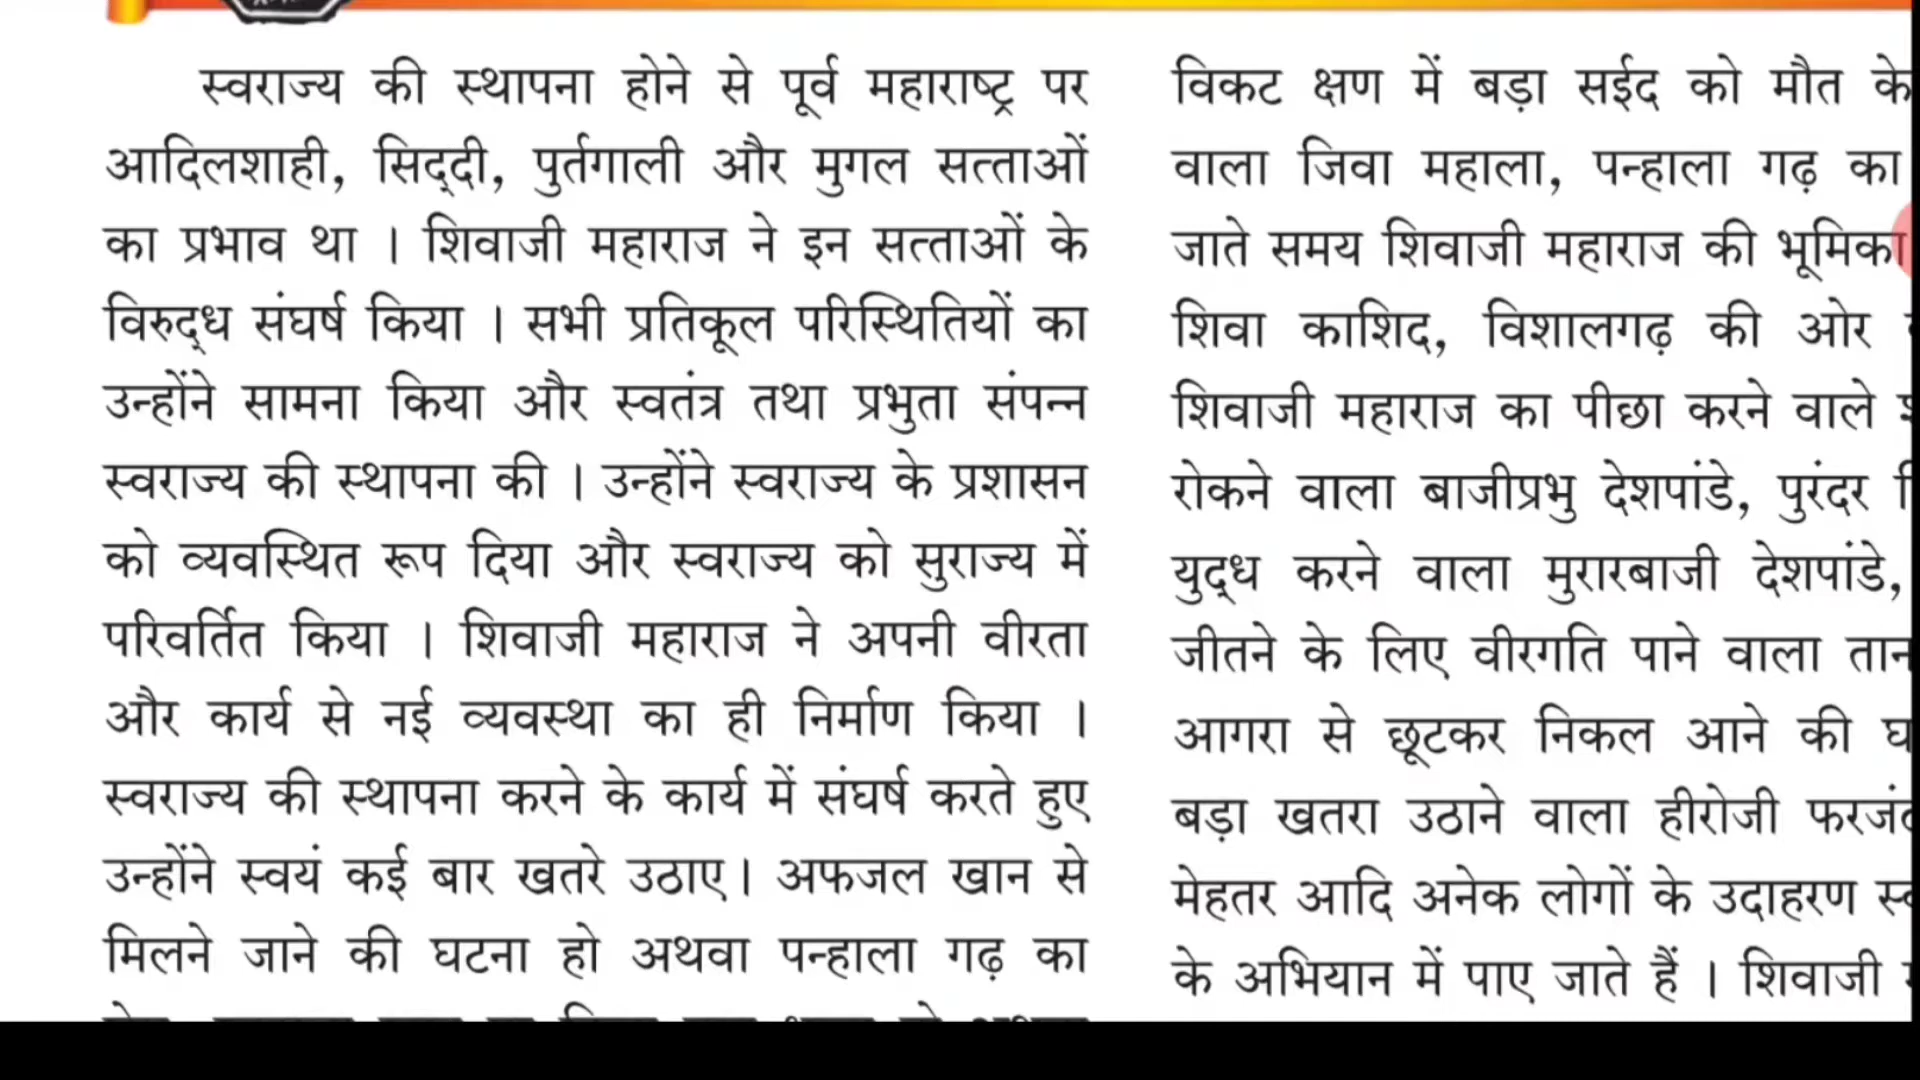 स्वराज्य की स्थापना होने से पूर्व महाराष्ट्र पर
आदिलशाही, सिद्‌दी, पुर्तगाली और मुगल सत्ताओं
का प्रभाव था । शिवाजी महाराज ने इन सत्ताओं के
विरुद्‌ध संघर्ष किया । सभी प्रतिकूल परिस्थितियों का
उन्होंने सामना किया और स्वतंत्र तथा प्रभुता संपन्न
स्वराज्य की स्थापना की । उन्होंने स्वराज्य के प्रशासन
को व्यवस्थित रूप दिया और स्वराज्य को सुराज्य में
परिवर्तित किया । शिवाजी महाराज ने अपनी वीरता
और कार्य से नई व्यवस्था का ही निर्माण किया ।
स्वराज्य की स्थापना करने के कार्य में संघर्ष करते हुए
उन्होंने स्वयं कई बार खतरे उठाए। अफजल खान से
मिलने जाने की घटना हो अथवा पन्हाला गढ़ का
विकट क्षण में बड़ा सईद को मौत के
वाला जिवा महाला, पन्हाला गढ़ का
जाते समय शिवाजी महाराज की भूमिका
शिवा काशिद, विशालगढ़ की ओर
शिवाजी महाराज का पीछा करने वाले
रोकने वाला बाजीप्रभु देशपांडे, पुरंदर
युद्‌ध करने वाला मुरारबाजी देशपांडे,
जीतने के लिए वीरगति पाने वाला
आगरा से छूटकर निकल आने की
बड़ा खतरा उठाने वाला हीरोजी
मेहतर आदि अनेक लोगों के उदाहरण
के अभियान में पाए जाते हैं । शिवाजी